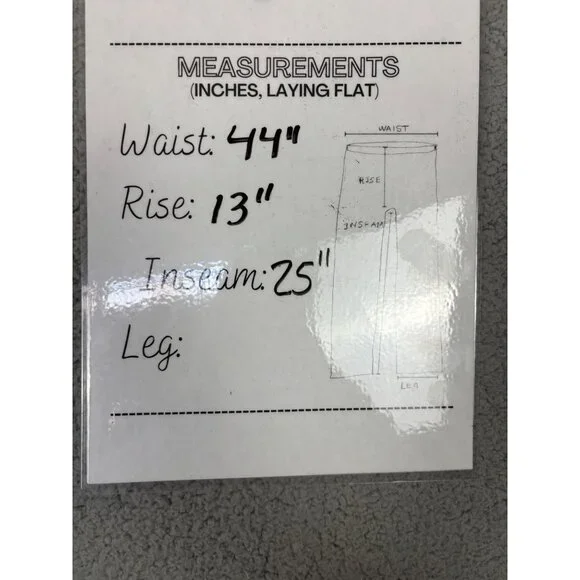 MEASUREMENTS
(INCHES, LAYING FLAT)
Waist: 44"
Rise: 13"
Inseam: 25"
Leg:
WAIST
RISE
INSEAM
LEG